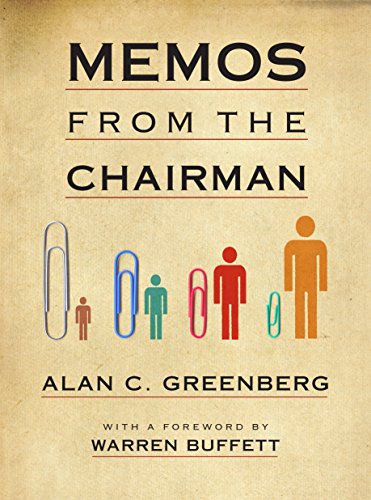 MEMOS
FROM THE
CHAIRMAN
ALAN C. GREENBERG
WITH A FOREWORD BY
WARREN BUFFETT